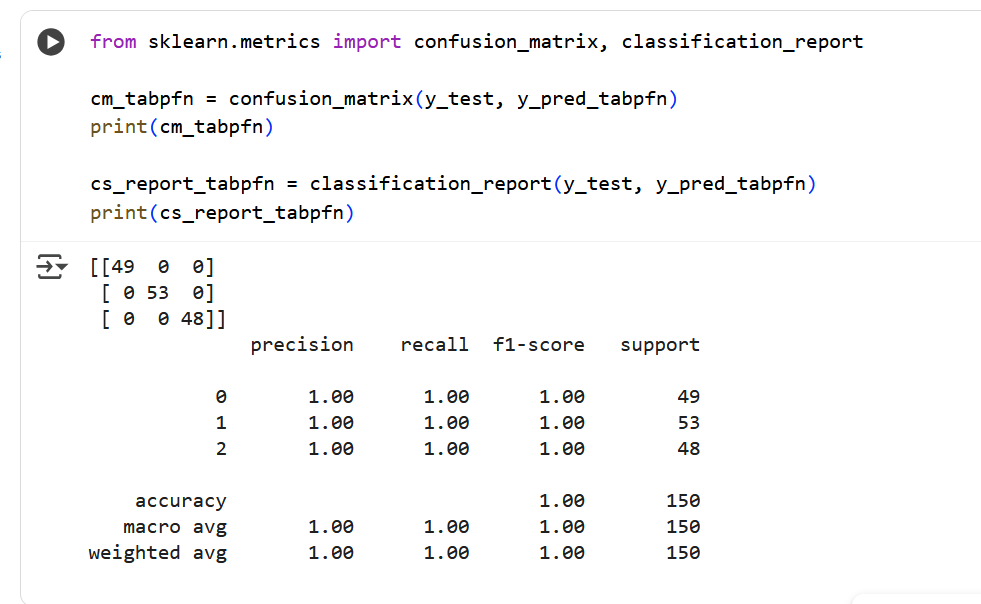 from sklearn.metrics import confusion_matrix, classification_report
cm_tabpfn = confusion_matrix(y_test, y_pred_tabpfn)
print(cm_tabpfn)
cs_report_tabpfn = classification_report(y_test, y_pred_tabpfn)
print(cs_report_tabpfn)
[[49  0  0]
 [ 0 53  0]
 [ 0  0 48]]
              precision    recall  f1-score   support
           0       1.00      1.00      1.00        49
           1       1.00      1.00      1.00        53
           2       1.00      1.00      1.00        48
    accuracy                           1.00       150
   macro avg       1.00      1.00      1.00       150
weighted avg       1.00      1.00      1.00       150